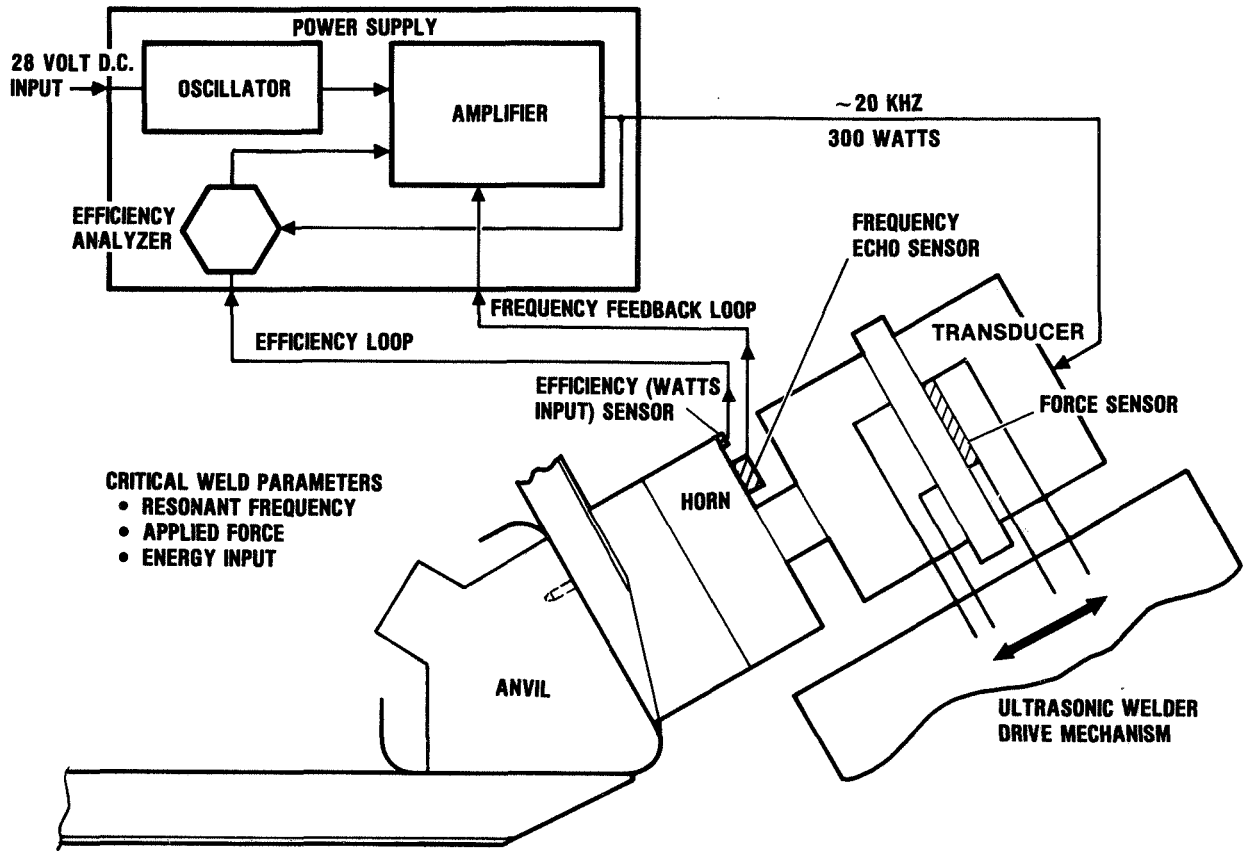 POWER SUPPLY
28 VOLT D.C.
INPUT
OSCILLATOR
AMPLIFIER
~20 KHZ
300 WATTS
EFFICIENCY
ANALYZER
FREQUENCY
ECHO SENSOR
FREQUENCY FEEDBACK LOOP
EFFICIENCY LOOP
TRANSDUCER
EFFICIENCY (WATTS
INPUT) SENSOR
FORCE SENSOR
CRITICAL WELD PARAMETERS
• RESONANT FREQUENCY
• APPLIED FORCE
• ENERGY INPUT
HORN
ANVIL
ULTRASONIC WELDER
DRIVE MECHANISM